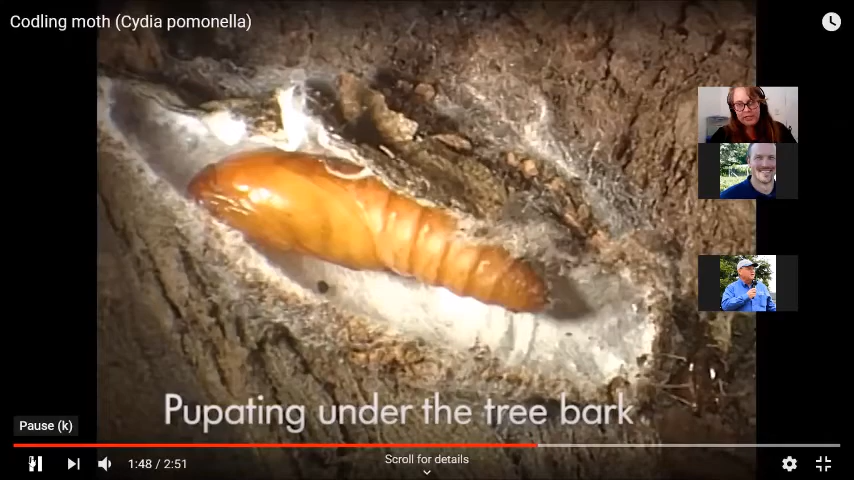 Codling moth (Cydia pomonella)
Pupating under the tree bark
Pause (k)
1:48 / 2:51
Scroll for details